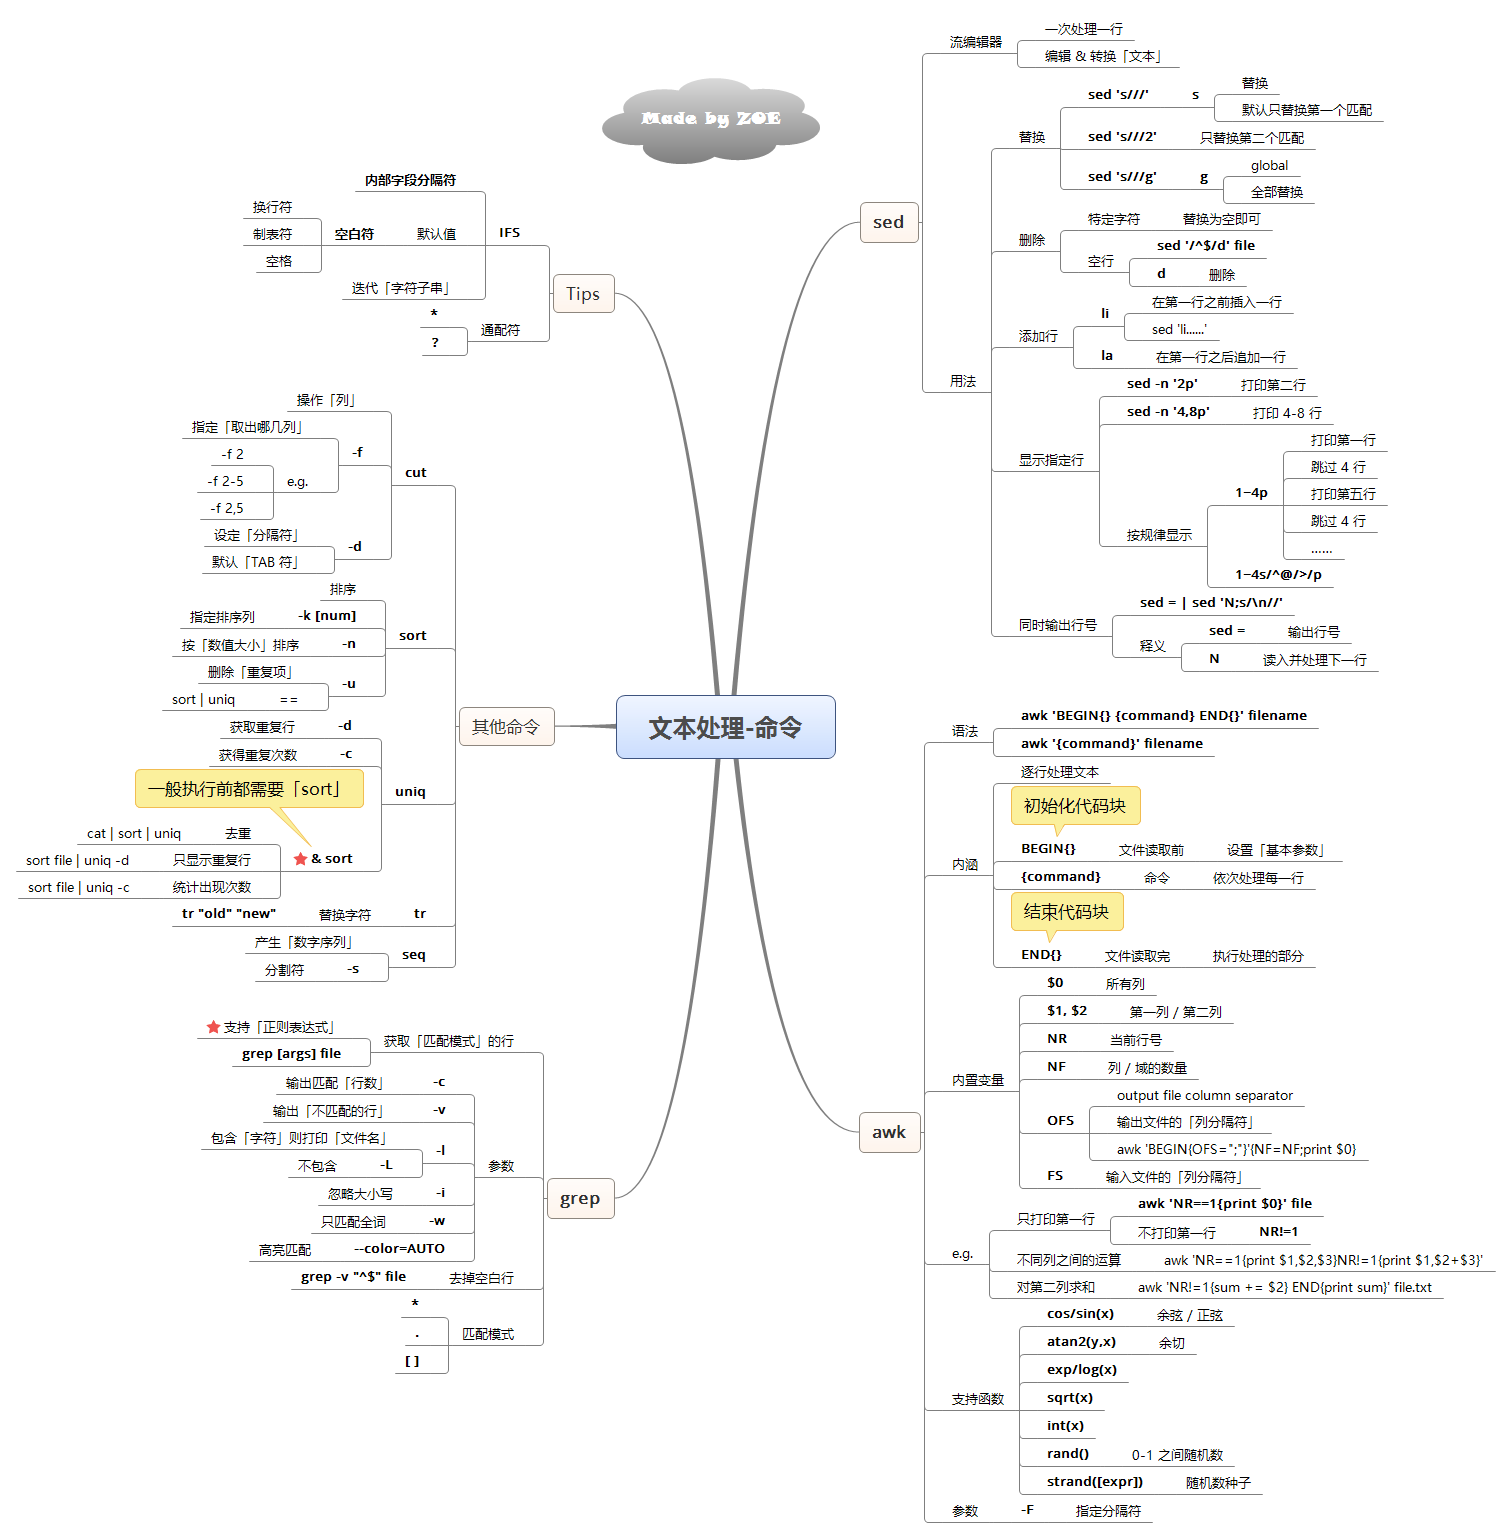 Made by ZOE
文本处理-命令
Tips
IFS
内部字段分隔符
默认值
空白符
换行符
制表符
空格
迭代「字符子串」
通配符
*
?
其他命令
cut
操作「列」
-f
指定「取出哪几列」
e.g.
-f 2
-f 2-5
-f 2,5
-d
设定「分隔符」
默认「TAB 符」
sort
排序
-k [num]
指定排序列
-n
按「数值大小」排序
-u
删除「重复项」
==
sort | uniq
uniq
-d
获取重复行
-c
获得重复次数
一般执行前都需要「sort」
& sort
去重
cat | sort | uniq
只显示重复行
sort file | uniq -d
统计出现次数
sort file | uniq -c
tr
替换字符
tr "old" "new"
seq
产生「数字序列」
-s
分割符
grep
获取「匹配模式」的行
支持「正则表达式」
grep [args] file
参数
-c
输出匹配「行数」
-v
输出「不匹配的行」
-l
包含「字符」则打印「文件名」
-L
不包含
-i
忽略大小写
-w
只匹配全词
--color=AUTO
高亮匹配
去掉空白行
grep -v "^$" file
匹配模式
*
.
[ ]
sed
流编辑器
一次处理一行
编辑 & 转换「文本」
用法
替换
sed 's///'
s
替换
默认只替换第一个匹配
sed 's///2'
只替换第二个匹配
sed 's///g'
g
global
全部替换
删除
特定字符
替换为空即可
空行
sed '/^$/d' file
d
删除
添加行
li
在第一行之前插入一行
sed 'li......'
la
在第一行之后追加一行
显示指定行
sed -n '2p'
打印第二行
sed -n '4,8p'
打印 4-8 行
按规律显示
1~4p
打印第一行
跳过 4 行
打印第五行
跳过 4 行
......
1~4s/^@/>/p
同时输出行号
sed = | sed 'N;s/\n//'
释义
sed =
输出行号
N
读入并处理下一行
awk
语法
awk 'BEGIN{} {command} END{}' filename
awk '{command}' filename
内涵
逐行处理文本
初始化代码块
BEGIN{}
文件读取前
设置「基本参数」
{command}
命令
依次处理每一行
结束代码块
END{}
文件读取完
执行处理的部分
内置变量
$0
所有列
$1, $2
第一列 / 第二列
NR
当前行号
NF
列 / 域的数量
OFS
output file column separator
输出文件的「列分隔符」
awk 'BEGIN{OFS=";"}'{NF=NF;print $0}
FS
输入文件的「列分隔符」
e.g.
只打印第一行
awk 'NR==1{print $0}' file
不打印第一行
NR!=1
不同列之间的运算
awk 'NR==1{print $1,$2,$3}NR!=1{print $1,$2+$3}'
对第二列求和
awk 'NR!=1{sum += $2} END{print sum}' file.txt
支持函数
cos/sin(x)
余弦 / 正弦
atan2(y,x)
余切
exp/log(x)
sqrt(x)
int(x)
rand()
0-1 之间随机数
strand([expr])
随机数种子
参数
-F
指定分隔符